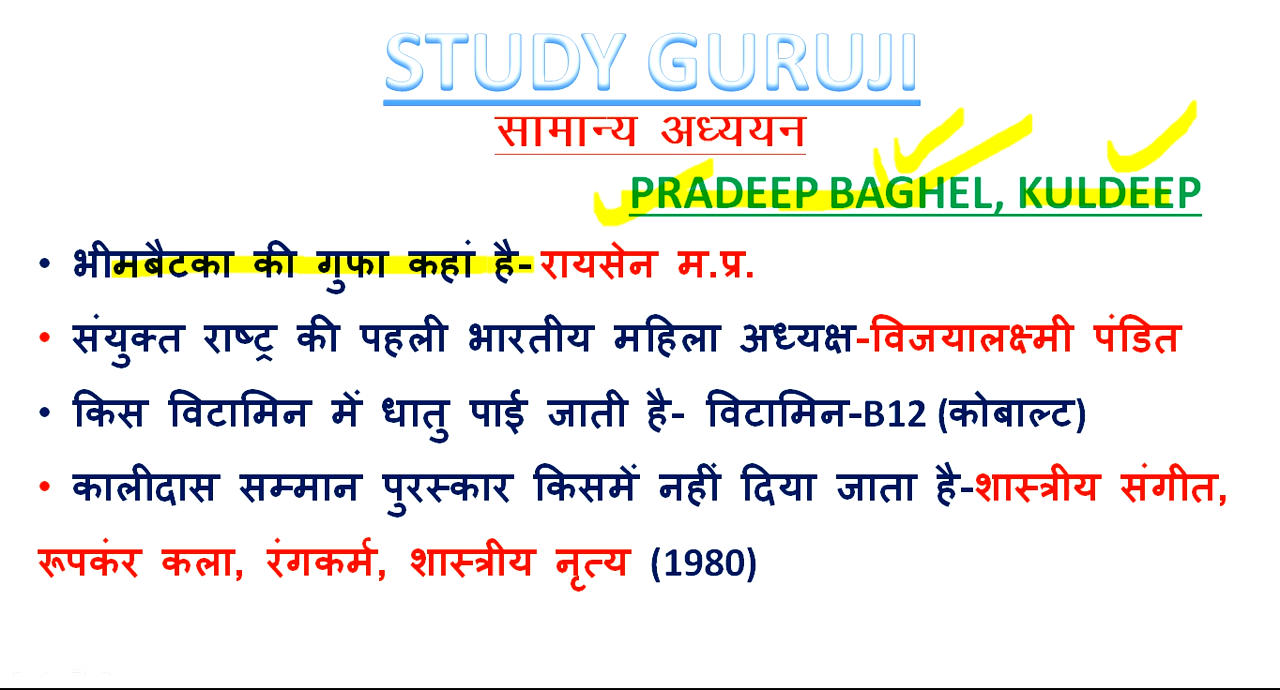 STUDY GURUJI
सामान्य अध्ययन
PRADEEP BAGHEL, KULDEEP
• भीमबैटका की गुफा कहां है- रायसेन म.प्र.
• संयुक्त राष्ट्र की पहली भारतीय महिला अध्यक्ष-विजयालक्ष्मी पंडित
• किस विटामिन में धातु पाई जाती है- विटामिन-B12 (कोबाल्ट)
• कालीदास सम्मान पुरस्कार किसमें नहीं दिया जाता है-शास्त्रीय संगीत,
रूपकंर कला, रंगकर्म, शास्त्रीय नृत्य (1980)